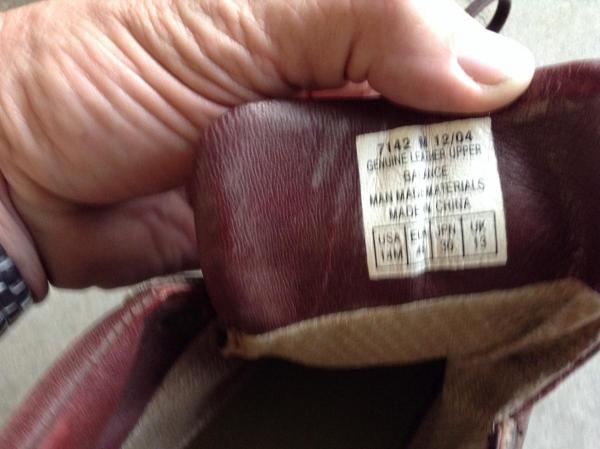 7142 M 12/04
GENUINE LEATHER UPPER
BALANCE
MAN MADE MATERIALS
MADE IN CHINA
USA EUR JPN UK
14M 30 13